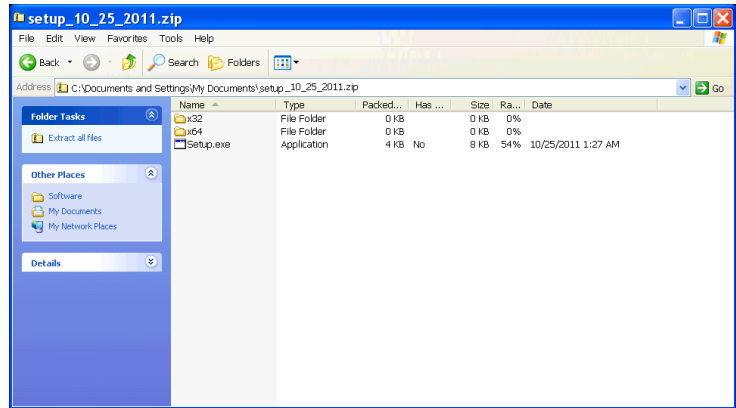 setup_10_25_2011.zip
File Edit View Favorites Tools Help
Back Search Folders
Address C:\Documents and Settings\My Documents\setup_10_25_2011.zip Go
Folder Tasks
Extract all files
Other Places
Software
My Documents
My Network Places
Details
Name Type Packed... Has ... Size Ra... Date
x32 File Folder 0 KB 0 KB 0%
x64 File Folder 0 KB 0 KB 0%
Setup.exe Application 4 KB No 8 KB 54% 10/25/2011 1:27 AM